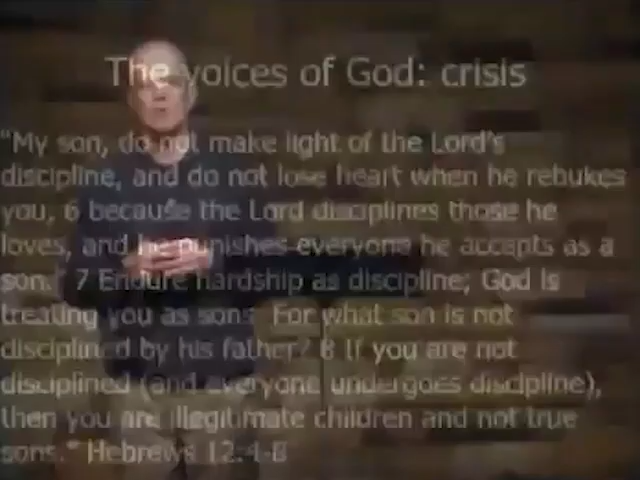 The voices of God: crisis
"My son, do not make light of the Lord's
discipline, and do not lose heart when he rebukes
you, 6 because the Lord disciplines those he
loves, and he punishes everyone he accepts as a
son." 7 Endure hardship as discipline; God is
treating you as sons. For what son is not
disciplined by his father? 8 If you are not
disciplined (and everyone undergoes discipline),
then you are illegitimate children and not true
sons." Hebrews 12:4-8